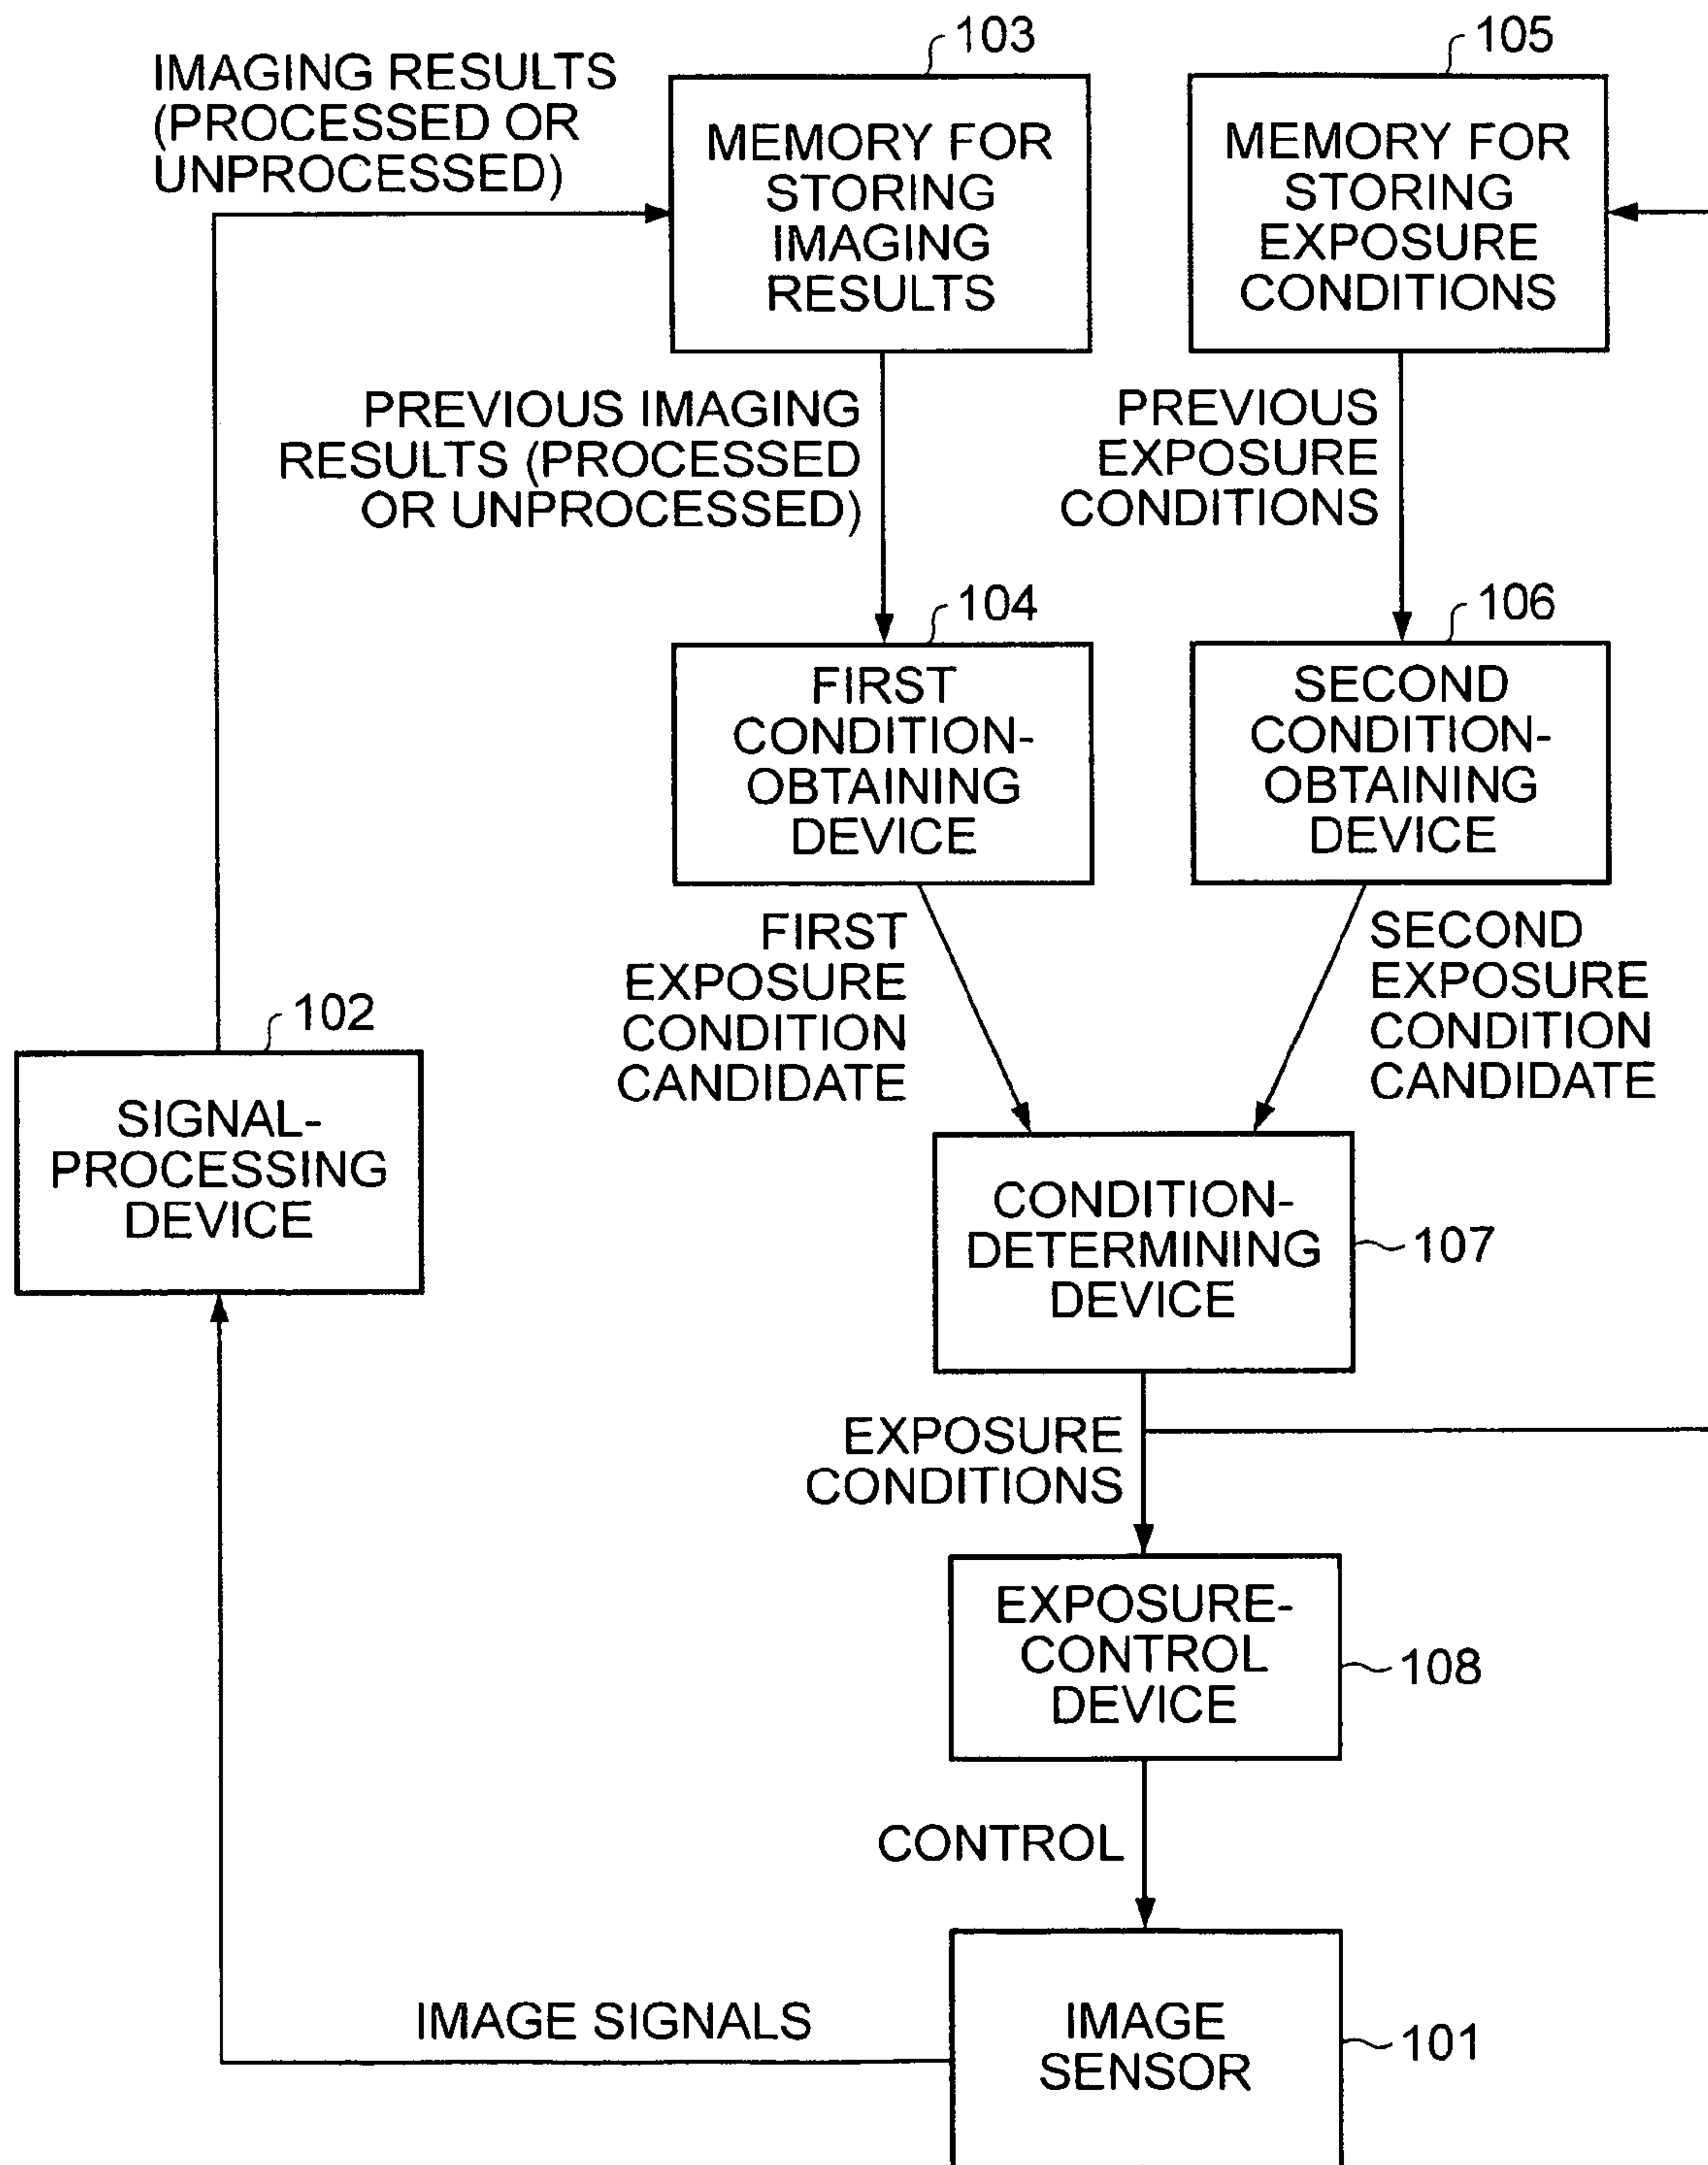 103
105
IMAGING RESULTS
(PROCESSED OR
UNPROCESSED)
MEMORY FOR
STORING
IMAGING
RESULTS
MEMORY FOR
STORING
EXPOSURE
CONDITIONS
PREVIOUS IMAGING
RESULTS (PROCESSED
OR UNPROCESSED)
PREVIOUS
EXPOSURE
CONDITIONS
104
106
FIRST
CONDITION-
OBTAINING
DEVICE
SECOND
CONDITION-
OBTAINING
DEVICE
FIRST
EXPOSURE
CONDITION
CANDIDATE
SECOND
EXPOSURE
CONDITION
CANDIDATE
102
SIGNAL-
PROCESSING
DEVICE
CONDITION-
DETERMINING
DEVICE
107
EXPOSURE
CONDITIONS
EXPOSURE-
CONTROL
DEVICE
108
CONTROL
IMAGE SIGNALS
IMAGE
SENSOR
101